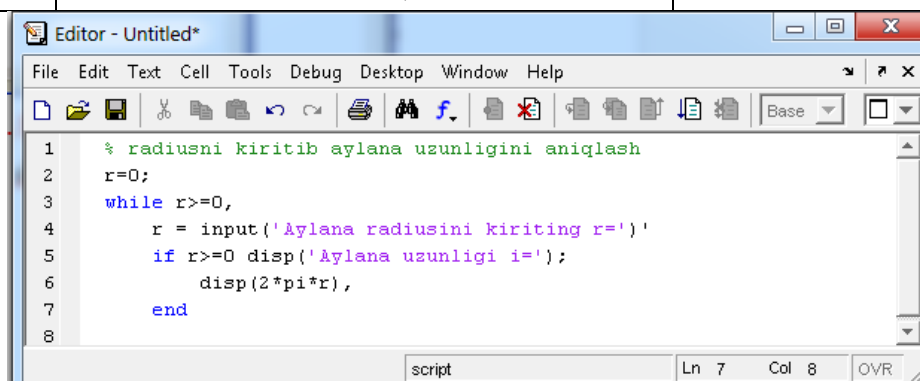 Editor - Untitled*
File Edit Text Cell Tools Debug Desktop Window Help
Base
1 % radiusni kiritib aylana uzunligini aniqlash
2 r=0;
3 while r>=0,
4 r = input('Aylana radiusini kiriting r=')'
5 if r>=0 disp('Aylana uzunligi i=');
6 disp(2*pi*r),
7 end
8
script Ln 7 Col 8 OVR